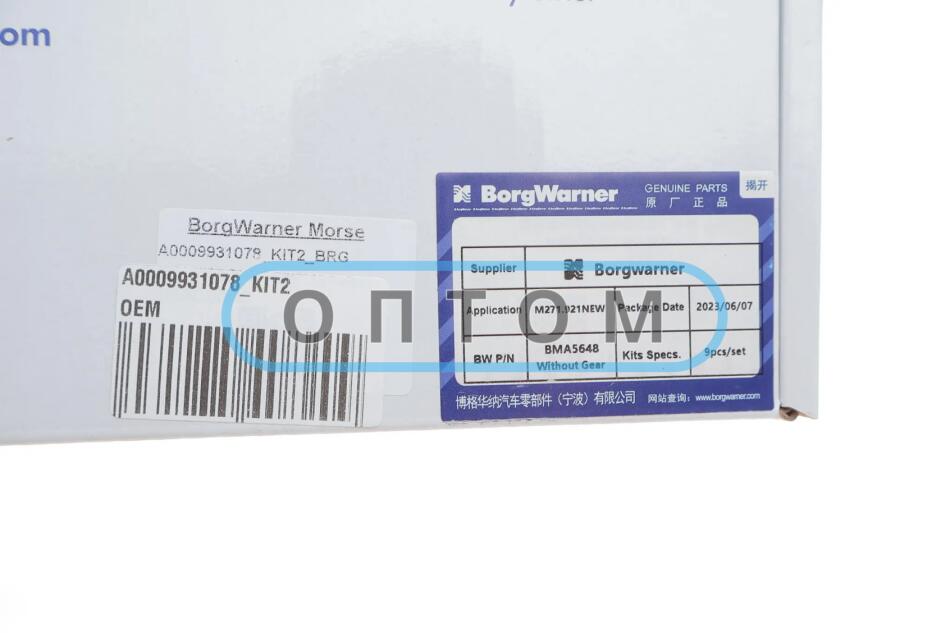 om
BorgWarner GENUINE PARTS 揭开
原厂正品
BorgWarner Morse
A0009931078_KIT2_BRG
A0009931078_KIT2
OEM
Supplier Borgwarner
Application M271.921NEW Package Date 2023/06/07
BW P/N BMA5648 Without Gear Kits Specs. 9pcs/set
博格华纳汽车零部件（宁波）有限公司 网站查询：www.borgwarner.com
ОПТОМ